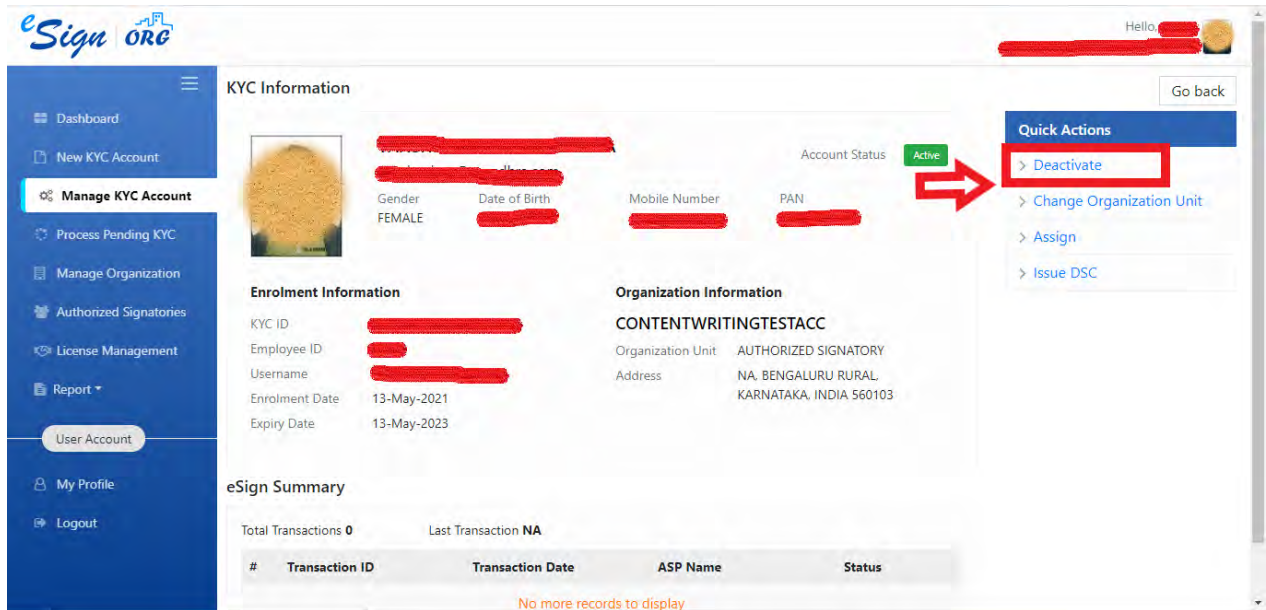 eSign ORG
Hello,
Dashboard
New KYC Account
Manage KYC Account
Process Pending KYC
Manage Organization
Authorized Signatories
License Management
Report
User Account
My Profile
Logout
KYC Information
Go back
Account Status Active
Gender Date of Birth Mobile Number PAN
FEMALE
Quick Actions
> Deactivate
> Change Organization Unit
> Assign
> Issue DSC
Enrolment Information
KYC ID
Employee ID
Username
Enrolment Date 13-May-2021
Expiry Date 13-May-2023
Organization Information
CONTENTWRITINGTESTACC
Organization Unit AUTHORIZED SIGNATORY
Address NA, BENGALURU RURAL,
KARNATAKA, INDIA 560103
eSign Summary
Total Transactions 0 Last Transaction NA
# Transaction ID Transaction Date ASP Name Status
No more records to display